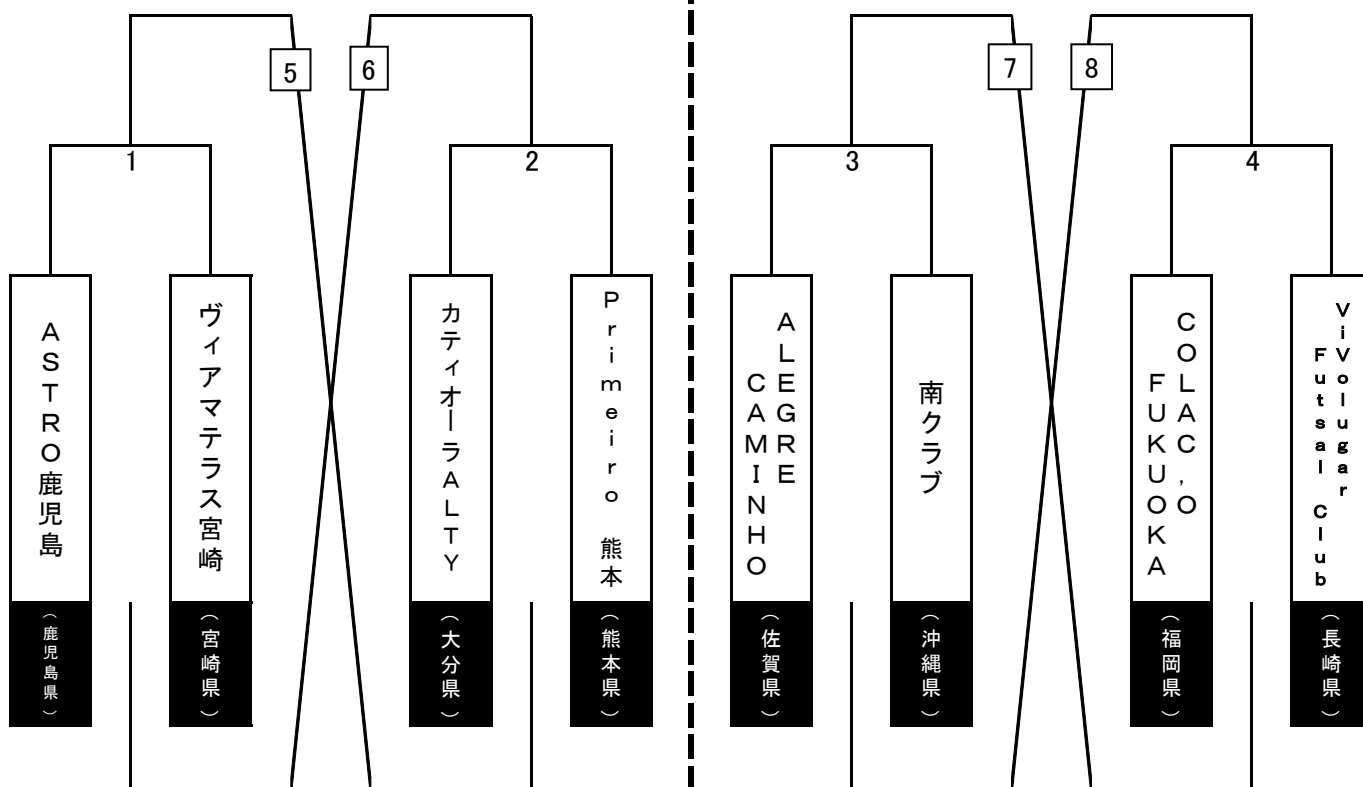 5
6
7
8
1
2
3
4
ASTRO鹿児島
（鹿児島県）
ヴィアマテラス宮崎
（宮崎県）
カティオーラALTY
（大分県）
Primeiro 熊本
（熊本県）
ALEGRE
CAMINHO
（佐賀県）
南クラブ
（沖縄県）
COLAC,O
FUKUOKA
（福岡県）
ViVolugar
Futsal Club
（長崎県）